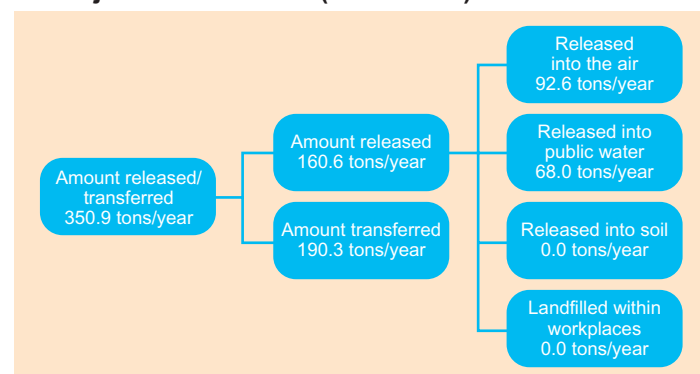 Amount released/
transferred
350.9 tons/year
Amount released
160.6 tons/year
Amount transferred
190.3 tons/year
Released
into the air
92.6 tons/year
Released into
public water
68.0 tons/year
Released into soil
0.0 tons/year
Landfilled within
workplaces
0.0 tons/year